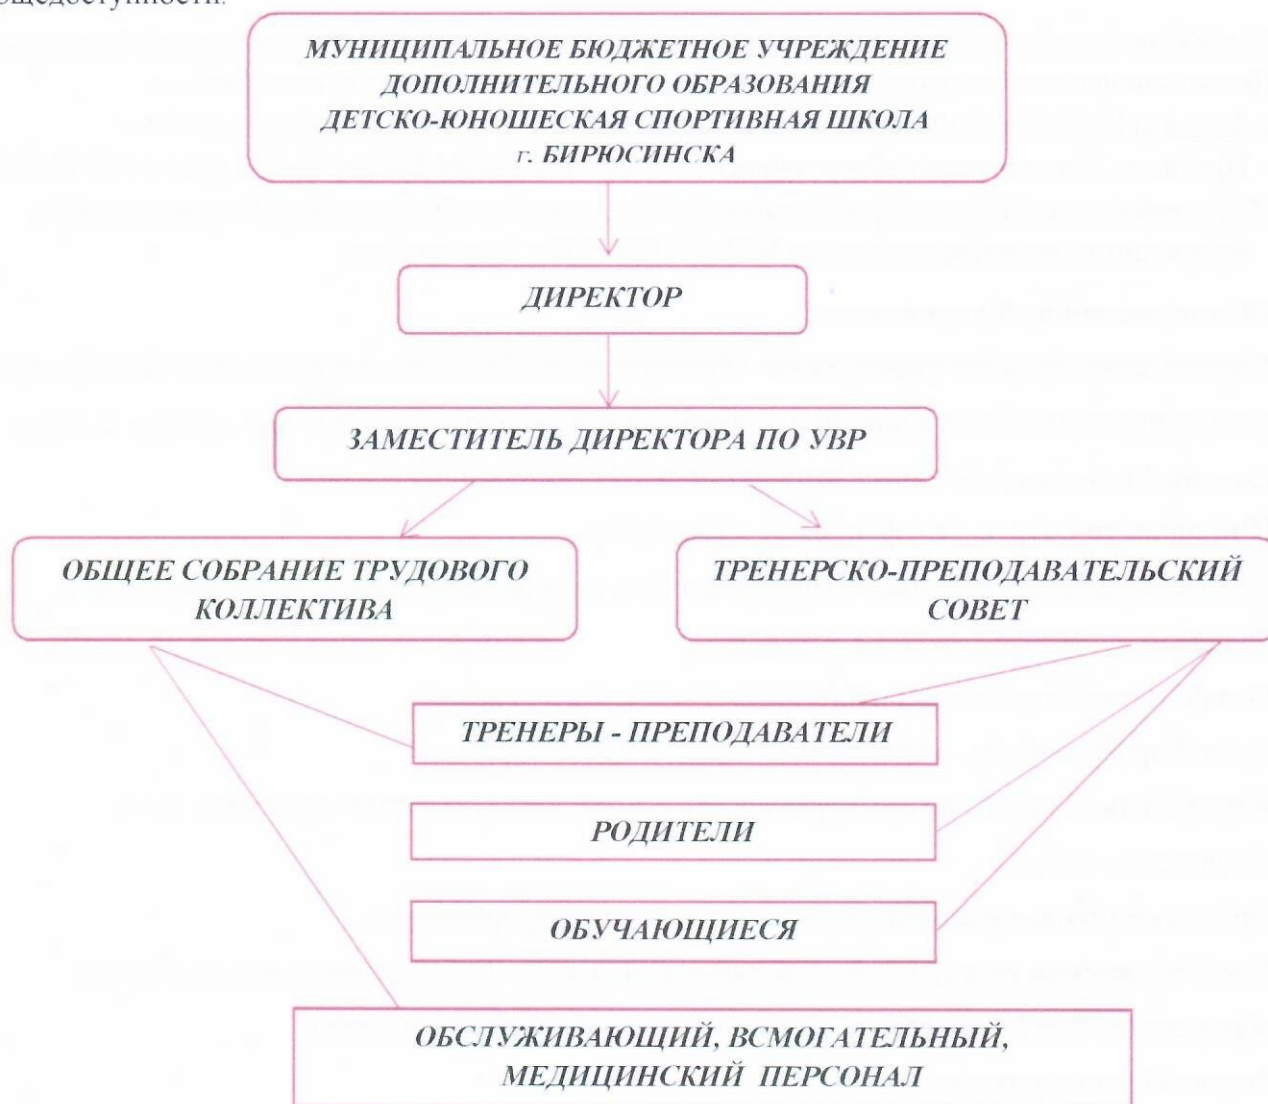 МУНИЦИПАЛЬНОЕ БЮДЖЕТНОЕ УЧРЕЖДЕНИЕ
ДОПОЛНИТЕЛЬНОГО ОБРАЗОВАНИЯ
ДЕТСКО-ЮНОШЕСКАЯ СПОРТИВНАЯ ШКОЛА
г. БИРЮСИНСКА
ДИРЕКТОР
ЗАМЕСТИТЕЛЬ ДИРЕКТОРА ПО УВР
ОБЩЕЕ СОБРАНИЕ ТРУДОВОГО
КОЛЛЕКТИВА
ТРЕНЕРСКО-ПРЕПОДАВАТЕЛЬСКИЙ
СОВЕТ
ТРЕНЕРЫ - ПРЕПОДАВАТЕЛИ
РОДИТЕЛИ
ОБУЧАЮЩИЕСЯ
ОБСЛУЖИВАЮЩИЙ, ВСМОГАТЕЛЬНЫЙ,
МЕДИЦИНСКИЙ ПЕРСОНАЛ